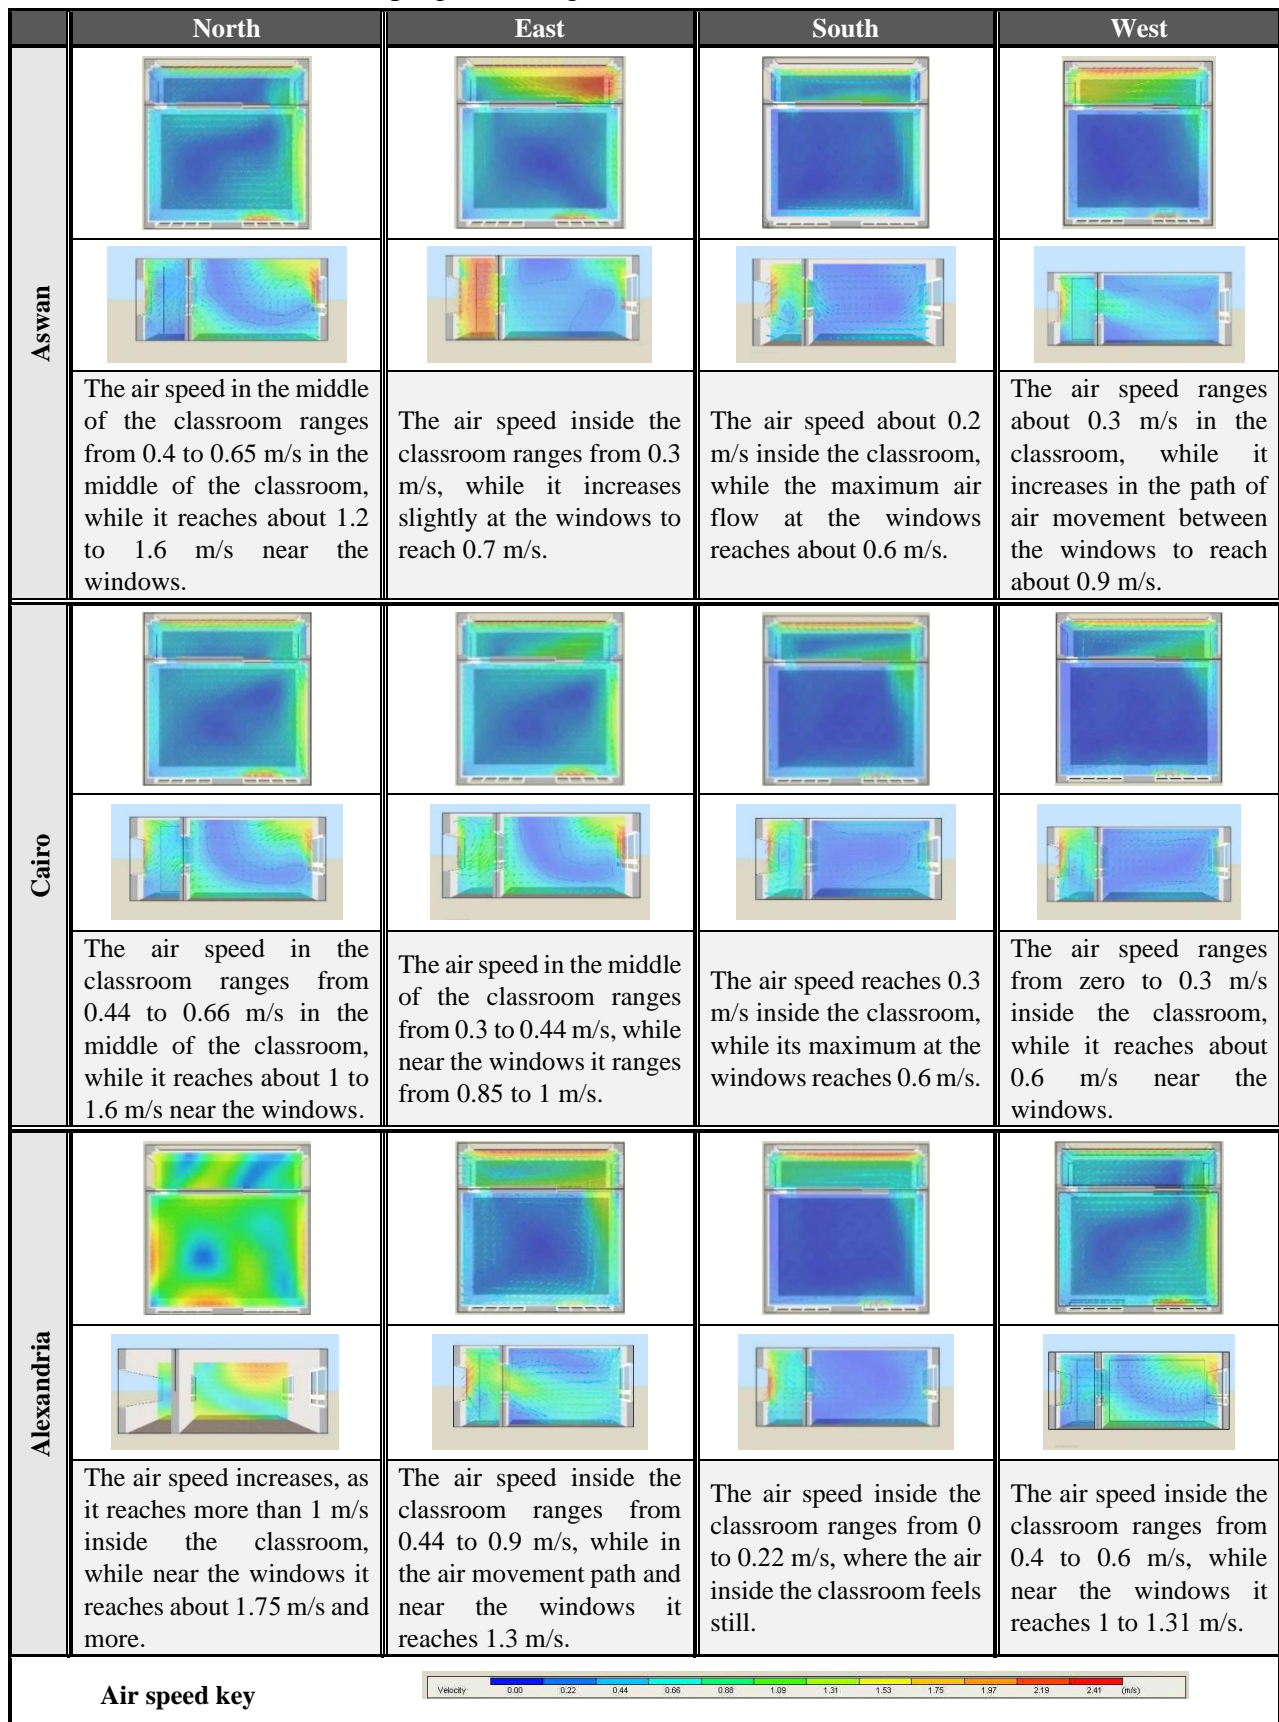 North East South West
Aswan
The air speed in the middle
of the classroom ranges
from 0.4 to 0.65 m/s in the
middle of the classroom,
while it reaches about 1.2
to 1.6 m/s near the
windows.
The air speed inside the
classroom ranges from 0.3
m/s, while it increases
slightly at the windows to
reach 0.7 m/s.
The air speed about 0.2
m/s inside the classroom,
while the maximum air
flow at the windows
reaches about 0.6 m/s.
The air speed ranges
about 0.3 m/s in the
classroom, while it
increases in the path of
air movement between
the windows to reach
about 0.9 m/s.
Cairo
The air speed in the
classroom ranges from
0.44 to 0.66 m/s in the
middle of the classroom,
while it reaches about 1 to
1.6 m/s near the windows.
The air speed in the middle
of the classroom ranges
from 0.3 to 0.44 m/s, while
near the windows it ranges
from 0.85 to 1 m/s.
The air speed reaches 0.3
m/s inside the classroom,
while its maximum at the
windows reaches 0.6 m/s.
The air speed ranges
from zero to 0.3 m/s
inside the classroom,
while it reaches about
0.6 m/s near the
windows.
Alexandria
The air speed increases, as
it reaches more than 1 m/s
inside the classroom,
while near the windows it
reaches about 1.75 m/s and
more.
The air speed inside the
classroom ranges from
0.44 to 0.9 m/s, while in
the air movement path and
near the windows it
reaches 1.3 m/s.
The air speed inside the
classroom ranges from 0
to 0.22 m/s, where the air
inside the classroom feels
still.
The air speed inside the
classroom ranges from
0.4 to 0.6 m/s, while
near the windows it
reaches 1 to 1.31 m/s.
Air speed key
Velocity 0.00 0.22 0.44 0.66 0.88 1.09 1.31 1.53 1.75 1.97 2.19 2.41 (m/s)